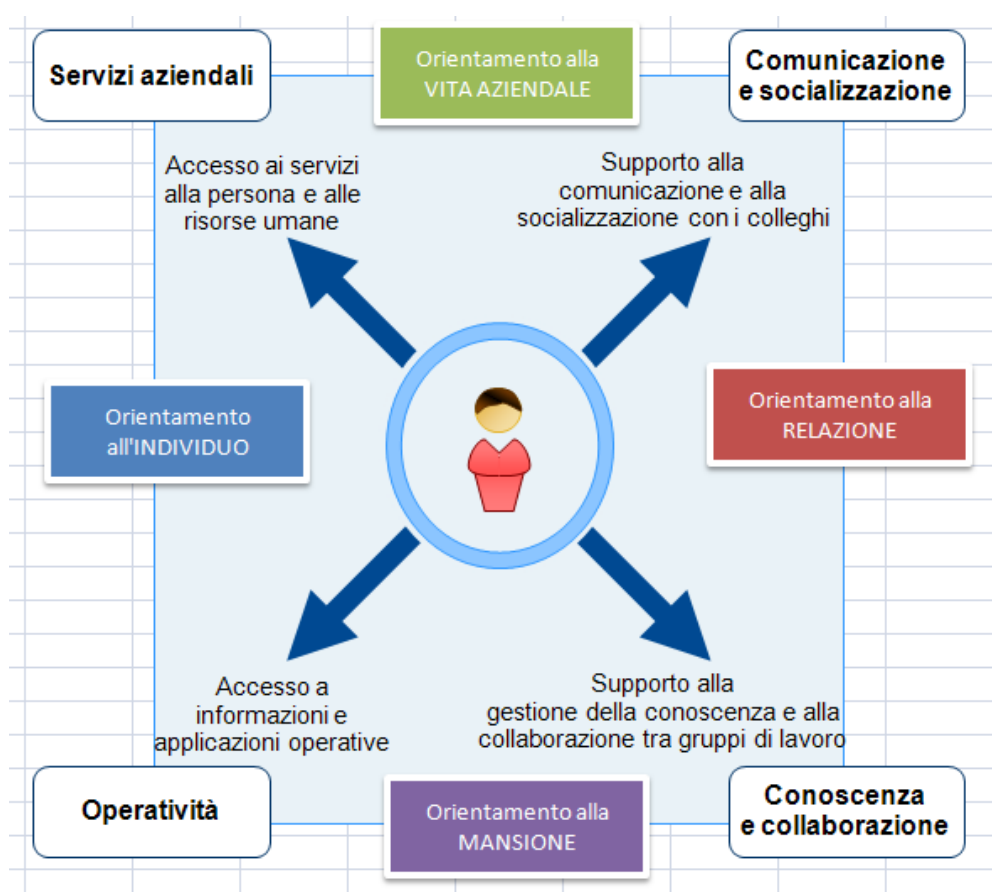 Servizi aziendali
Orientamento alla
VITA AZIENDALE
Comunicazione
e socializzazione
Accesso ai servizi
alla persona e alle
risorse umane
Supporto alla
comunicazione e alla
socializzazione con i colleghi
Orientamento
all'INDIVIDUO
Orientamento alla
RELAZIONE
Accesso a
informazioni e
applicazioni operative
Supporto alla
gestione della conoscenza e alla
collaborazione tra gruppi di lavoro
Operatività
Orientamento alla
MANSIONE
Conoscenza
e collaborazione